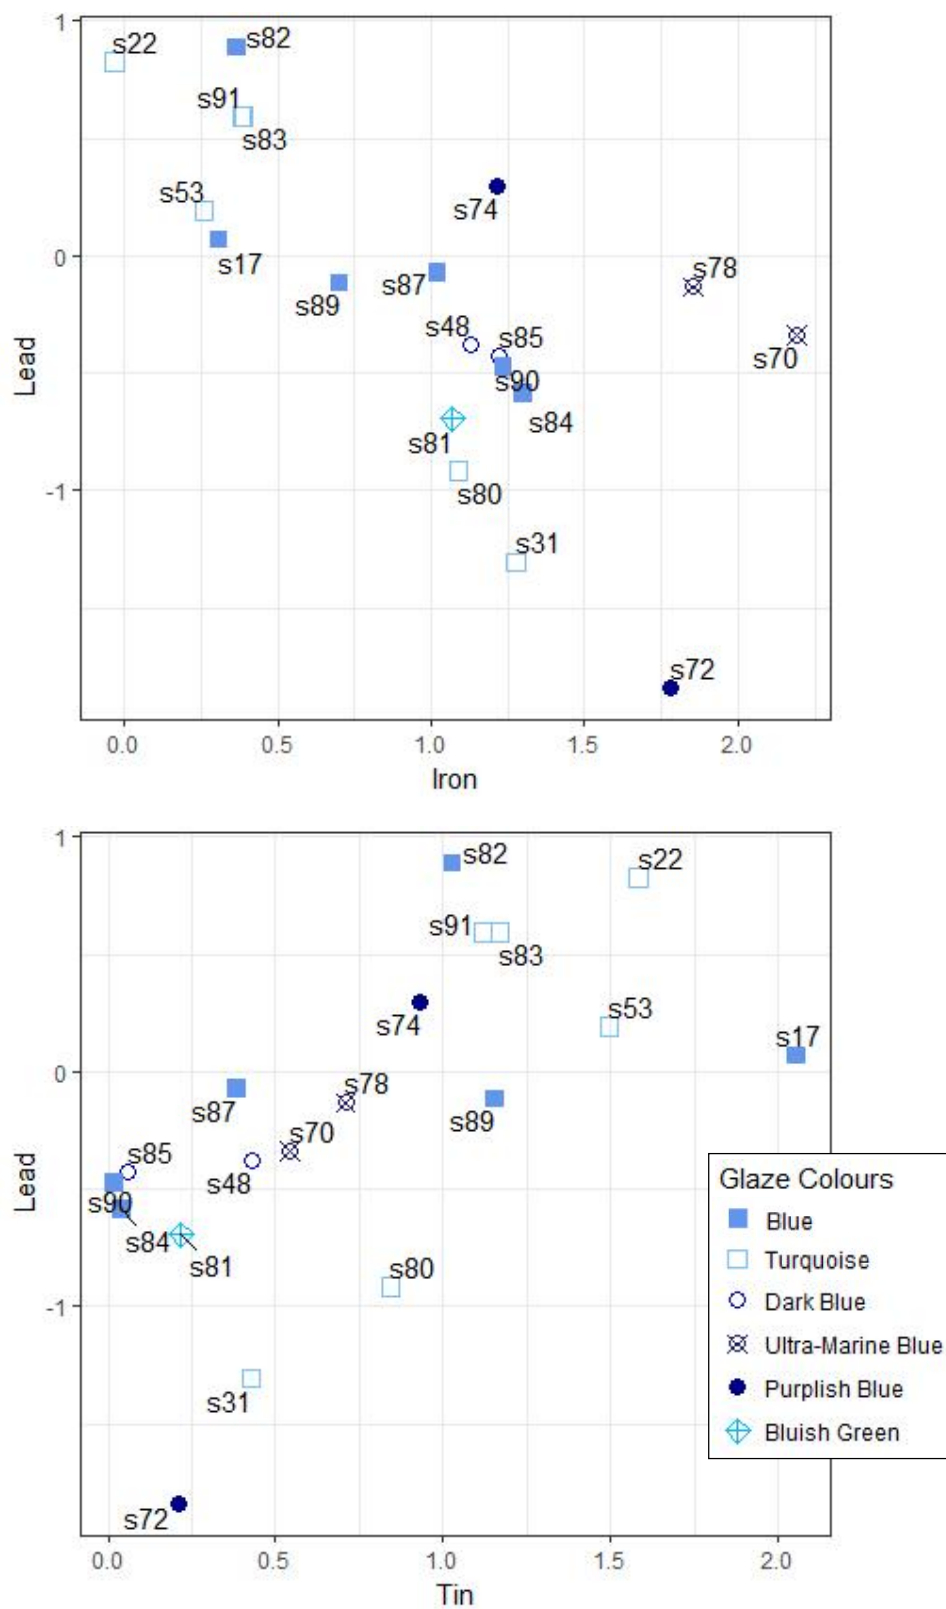 1
s22
s82
s91
s83
s53
s74
s17
0
s78
s87
s89
s48
s85
s70
s90
s84
s81
s80
-1
s31
s72
Lead
0.0 0.5 1.0 1.5 2.0
Iron
1
s82
s22
s91
s83
s53
s74
s17
0
s78
s87
s89
s70
s85
s48
s90
s84
s81
s80
-1
s31
s72
Lead
Glaze Colours
Blue
Turquoise
Dark Blue
Ultra-Marine Blue
Purplish Blue
Bluish Green
0.0 0.5 1.0 1.5 2.0
Tin